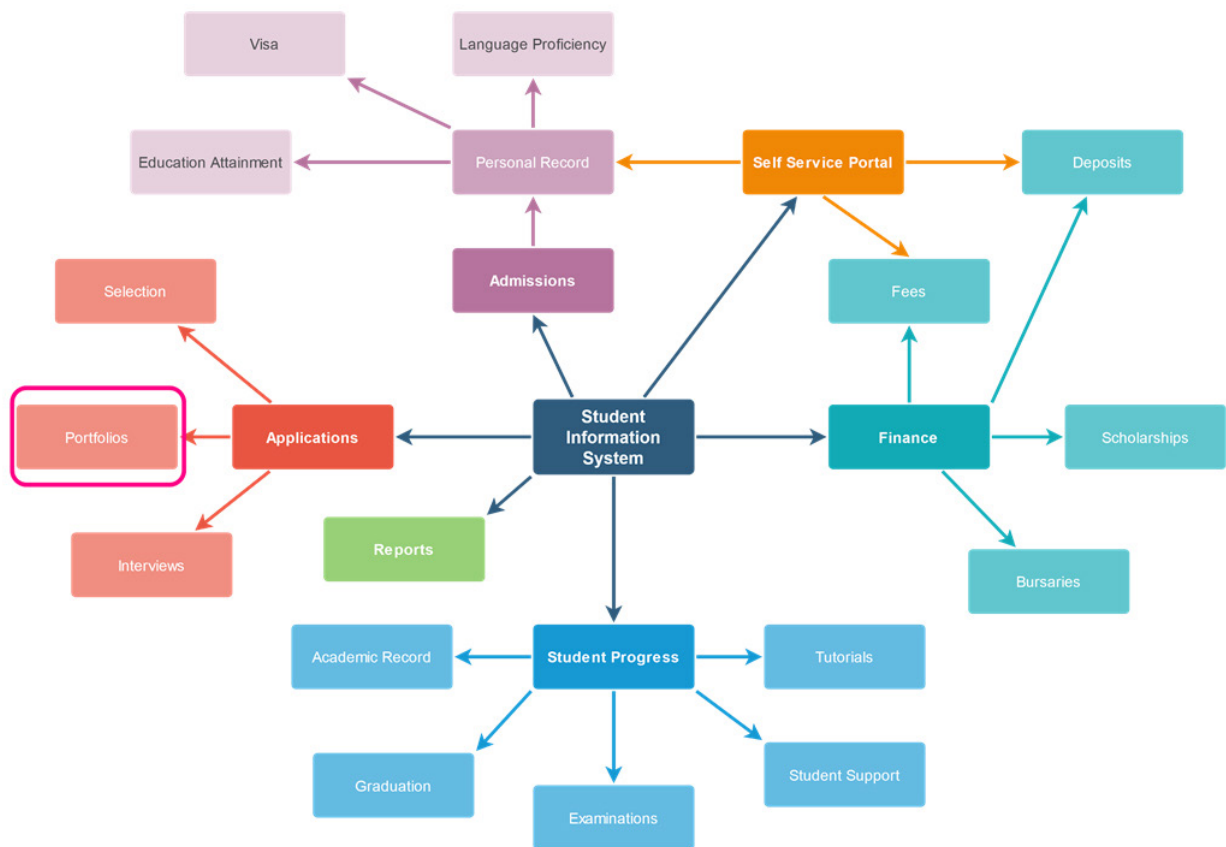 Visa
Language Proficiency
Education Attainment
Personal Record
Self Service Portal
Deposits
Admissions
Selection
Fees
Portfolios
Applications
Student
Information
System
Finance
Scholarships
Reports
Interviews
Bursaries
Academic Record
Student Progress
Tutorials
Graduation
Student Support
Examinations